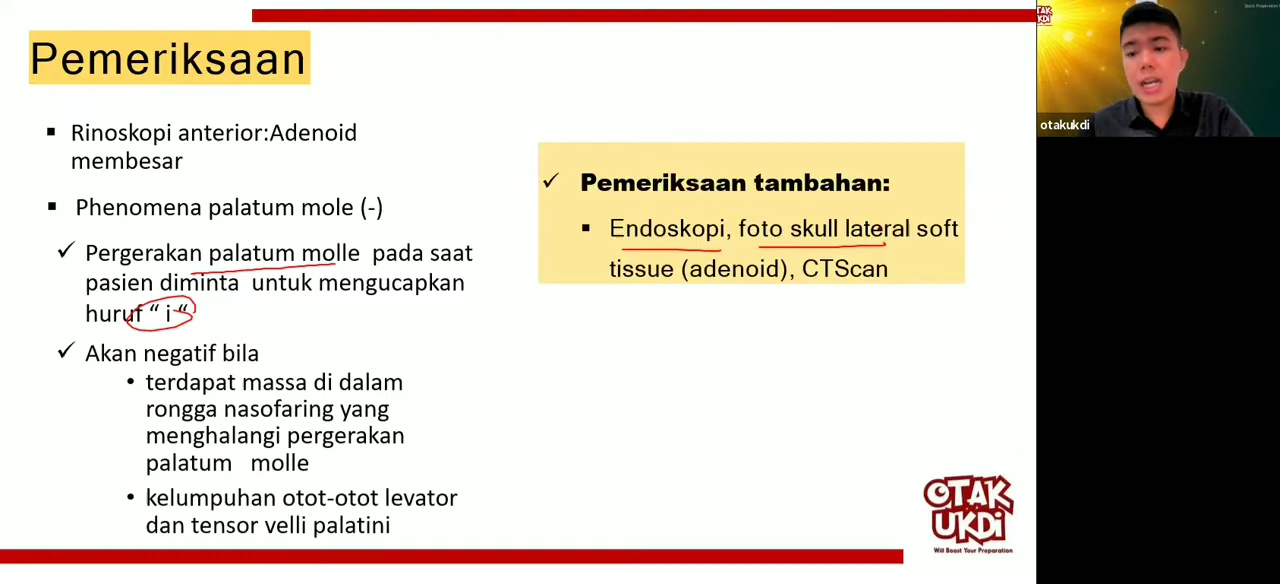 Pemeriksaan
▪ Rinoskopi anterior:Adenoid
membesar
▪ Phenomena palatum mole (-)
✓ Pergerakan palatum molle pada saat
pasien diminta untuk mengucapkan
huruf “ i “
✓ Akan negatif bila
• terdapat massa di dalam
rongga nasofaring yang
menghalangi pergerakan
palatum molle
• kelumpuhan otot-otot levator
dan tensor velli palatini
✓ Pemeriksaan tambahan:
▪ Endoskopi, foto skull lateral soft
tissue (adenoid), CTScan
OTAK
UKDi
Will Boost Your Preparation
otakukdi